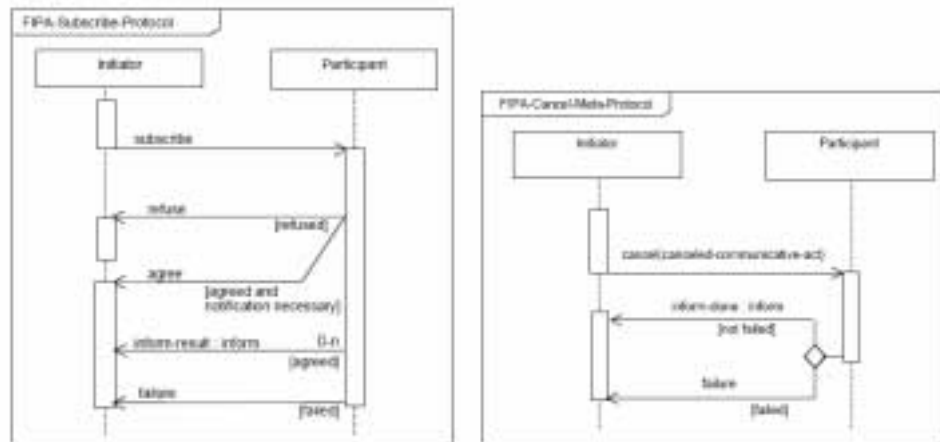 FIPA-Subscribe-Protocol
Initiator
Participant
subscribe
refuse
[refused]
agree
[agreed and
notification necessary]
inform-result : inform
0-n
[agreed]
failure
[failed]
FIPA-Cancel-Meta-Protocol
Initiator
Participant
cancel(canceled-communicative-act)
inform-done : inform
[not failed]
failure
[failed]